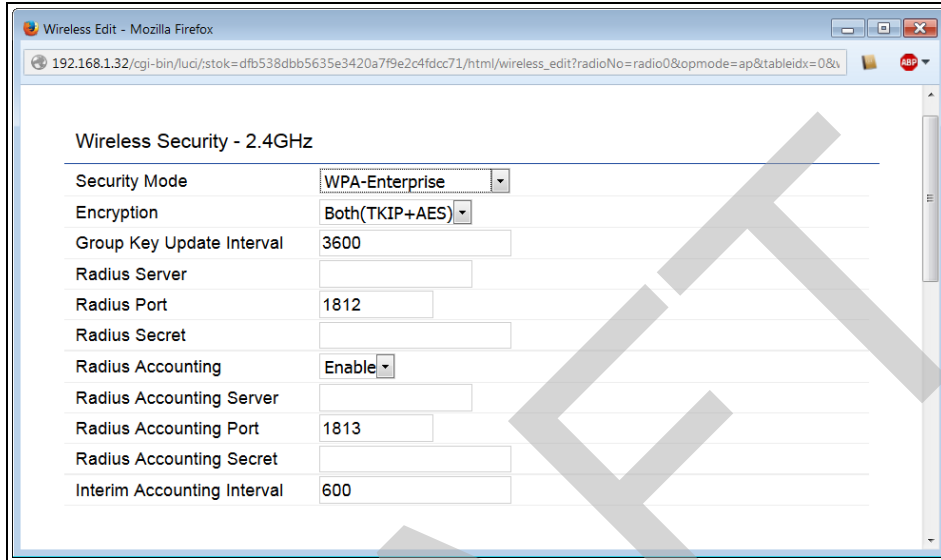 Wireless Edit - Mozilla Firefox
192.168.1.32/cgi-bin/luci/;stok=dfb538dbb5635e3420a7f9e2c4fdcc71/html/wireless_edit?radioNo=radio0&opmode=ap&tableidx=0&
ABP
Wireless Security - 2.4GHz
Security Mode WPA-Enterprise
Encryption Both(TKIP+AES)
Group Key Update Interval 3600
Radius Server
Radius Port 1812
Radius Secret
Radius Accounting Enable
Radius Accounting Server
Radius Accounting Port 1813
Radius Accounting Secret
Interim Accounting Interval 600